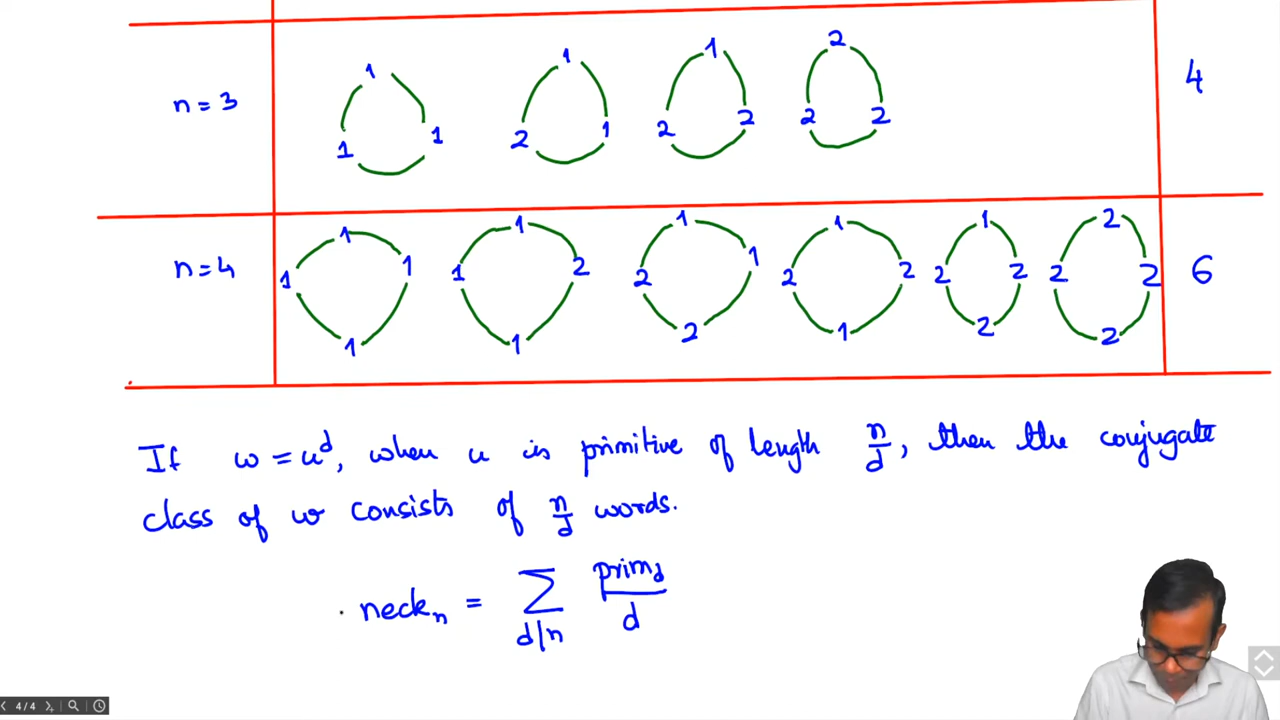 n = 3
1 1 1
1 1 2
1 2 2
2 2 2
4
n = 4
1 1 1 1
1 2 1 1
1 1 2 2
1 2 1 2
1 2 2 2
2 2 2 2
6
If w = u^d, when u is primitive of length n/d, then the conjugate
class of w consists of n/d words.
neck_n = ∑_{d|n} prim_d / d
4/4